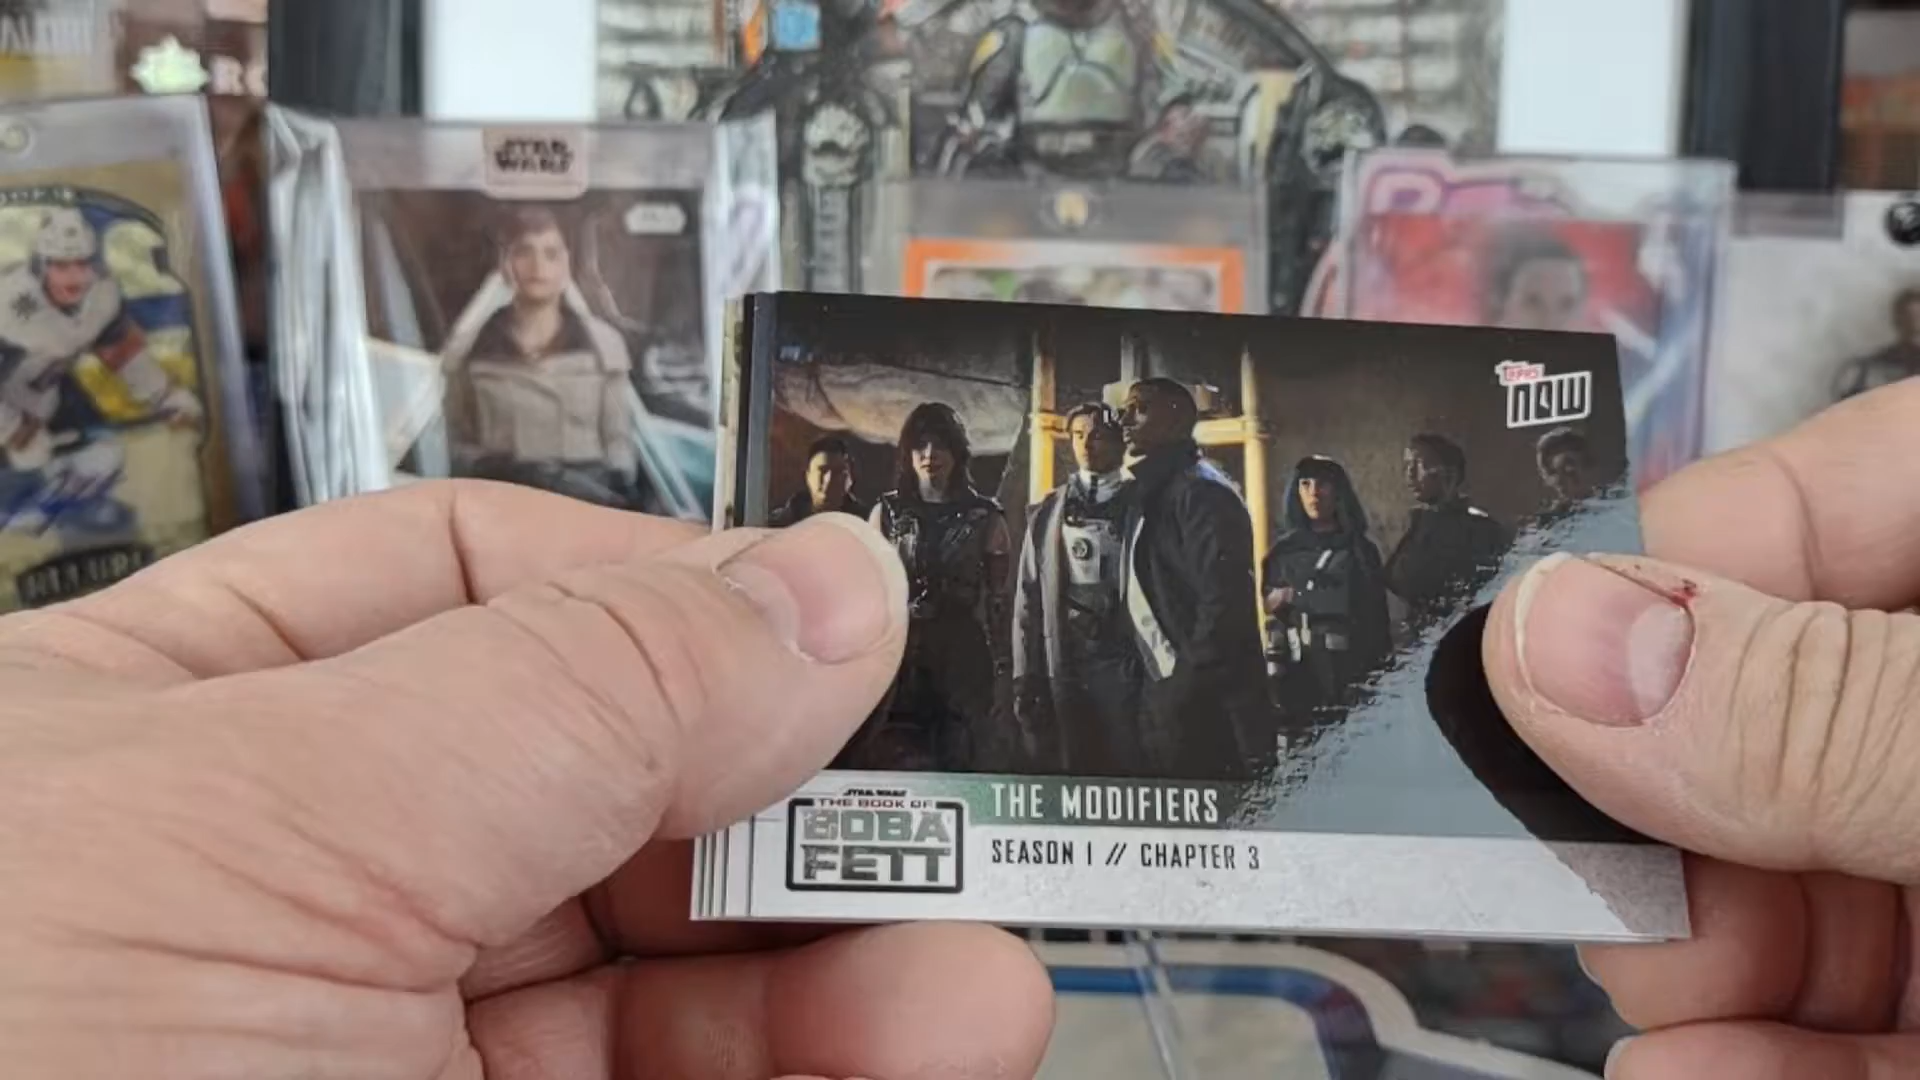 STAR WARS
TOPPS
NOW
STAR WARS
THE BOOK OF
BOBA
FETT
THE MODIFIERS
SEASON 1 // CHAPTER 3